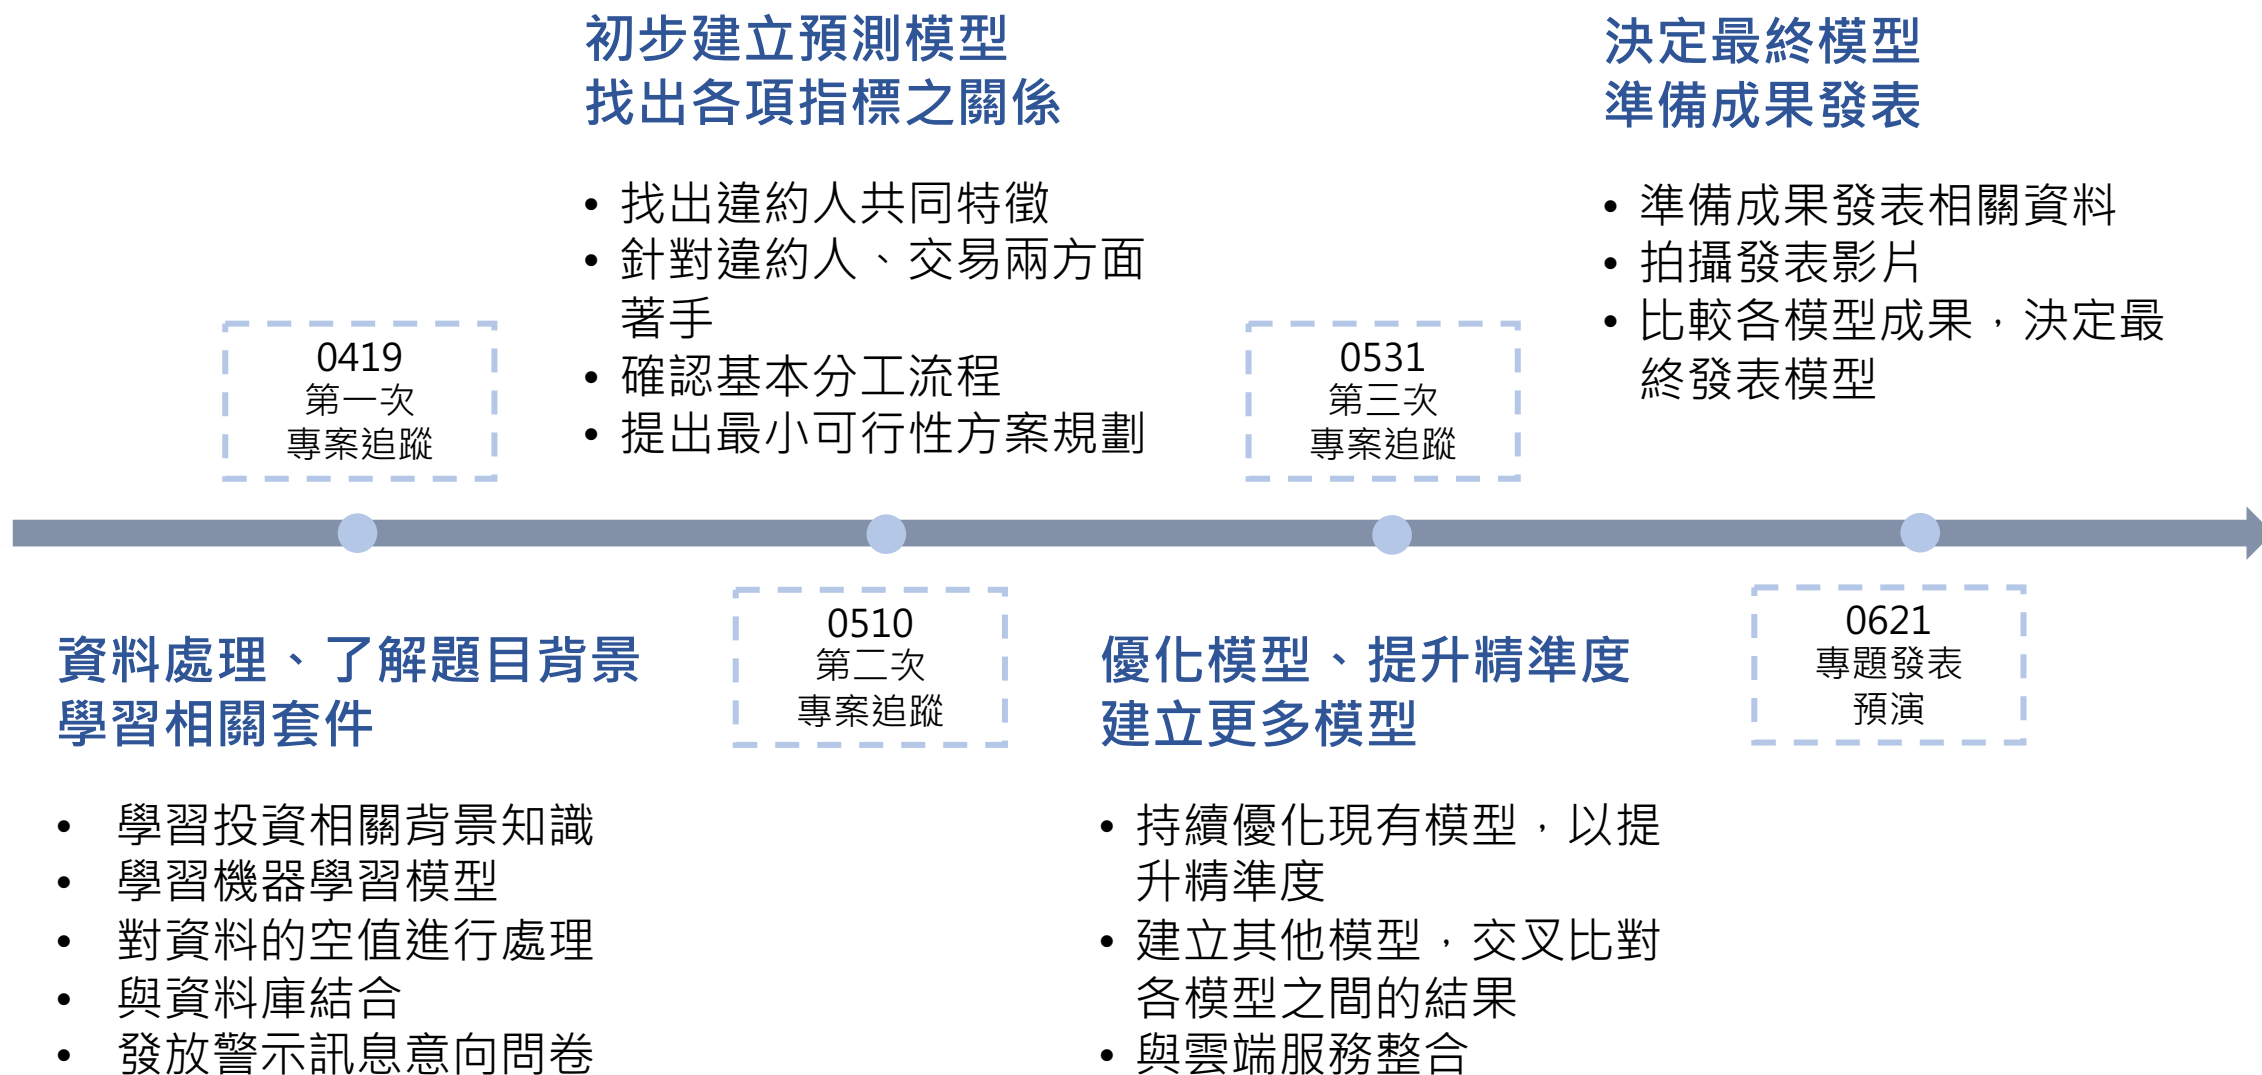 初步建立預測模型
找出各項指標之關係
• 找出違約人共同特徵
• 針對違約人、交易兩方面
著手
• 確認基本分工流程
• 提出最小可行性方案規劃
決定最終模型
準備成果發表
• 準備成果發表相關資料
• 拍攝發表影片
• 比較各模型成果，決定最
終發表模型
0419
第一次
專案追蹤
0531
第三次
專案追蹤
0510
第二次
專案追蹤
0621
專題發表
預演
資料處理、了解題目背景
學習相關套件
• 學習投資相關背景知識
• 學習機器學習模型
• 對資料的空值進行處理
• 與資料庫結合
• 發放警示訊息意向問卷
優化模型、提升精準度
建立更多模型
• 持續優化現有模型，以提
升精準度
• 建立其他模型，交叉比對
各模型之間的結果
• 與雲端服務整合